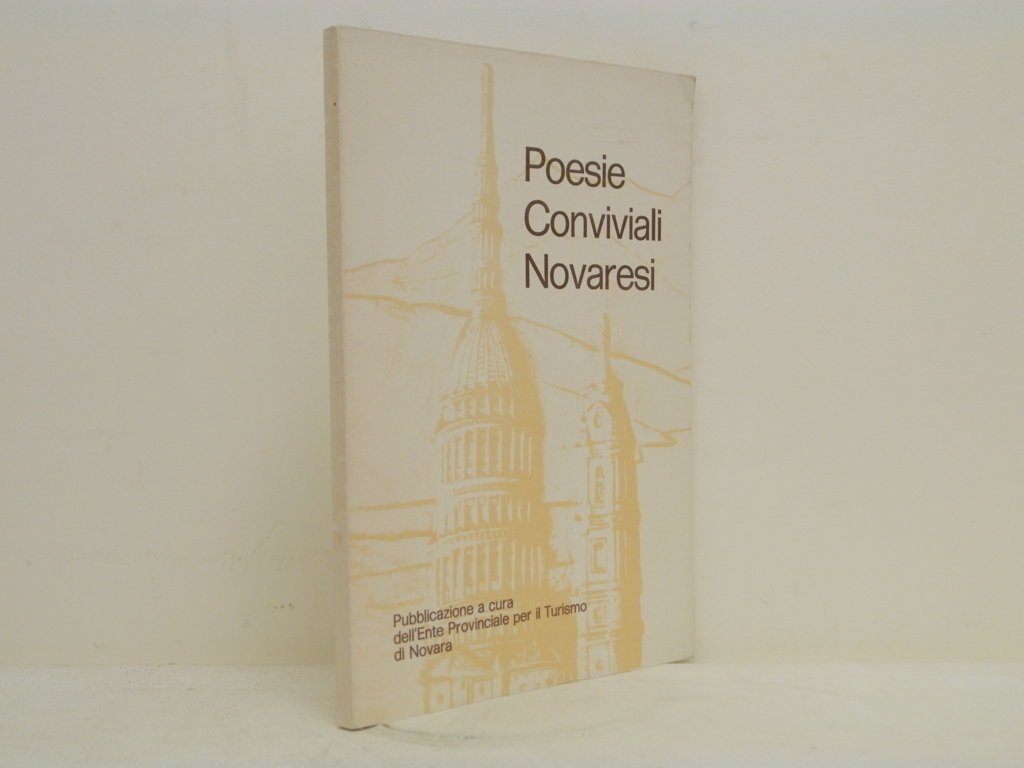 Poesie
Conviviali
Novaresi
Pubblicazione a cura
dell'Ente Provinciale per il Turismo
di Novara